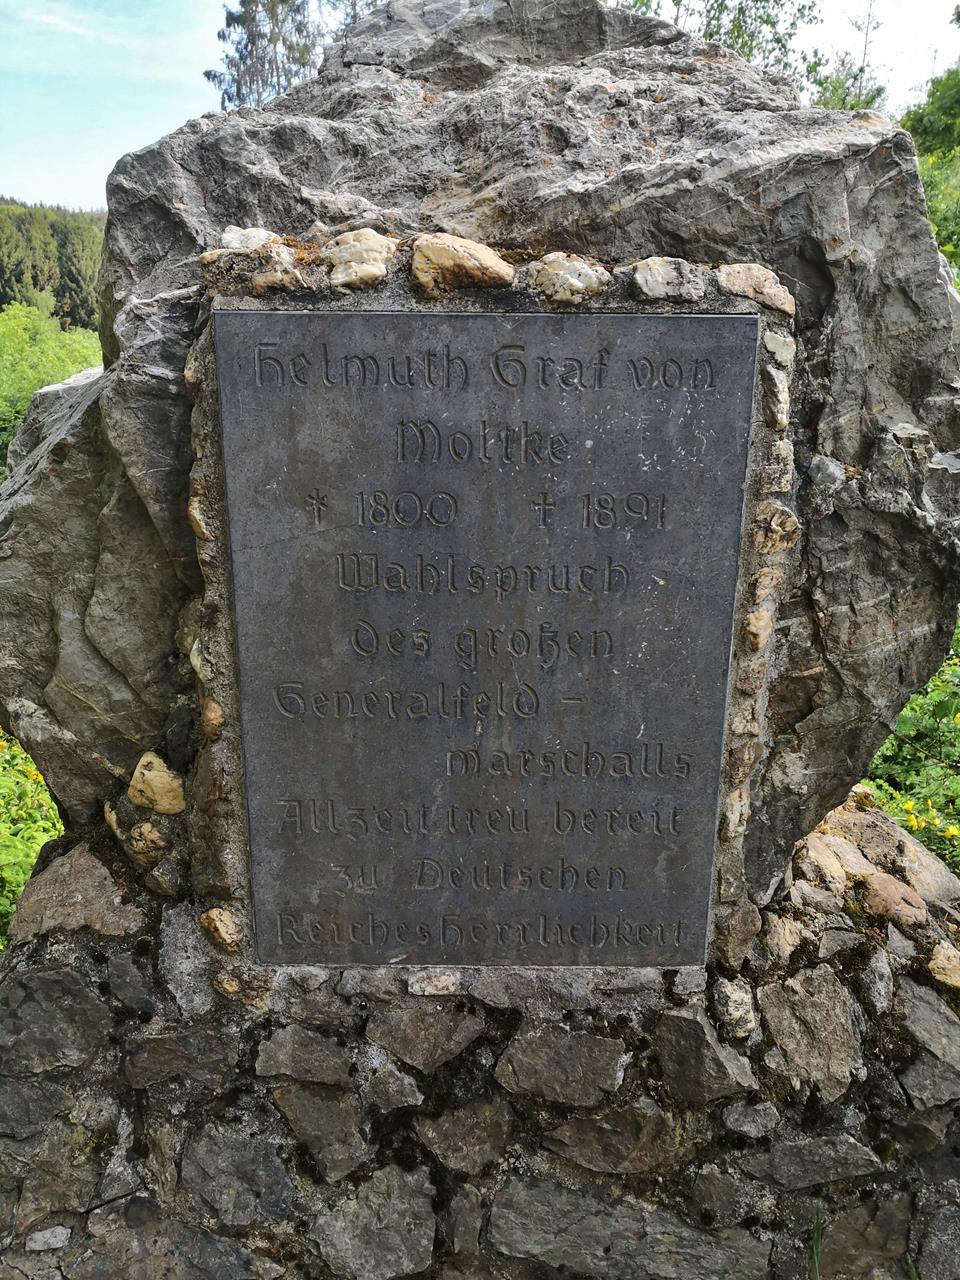 Helmuth Graf von
Moltke
* 1800 † 1891
Wahlspruch
des großen
Generalfeld -
marschalls
Allzeit treu bereit
zu Deutschen
Reiches Herrlichkeit